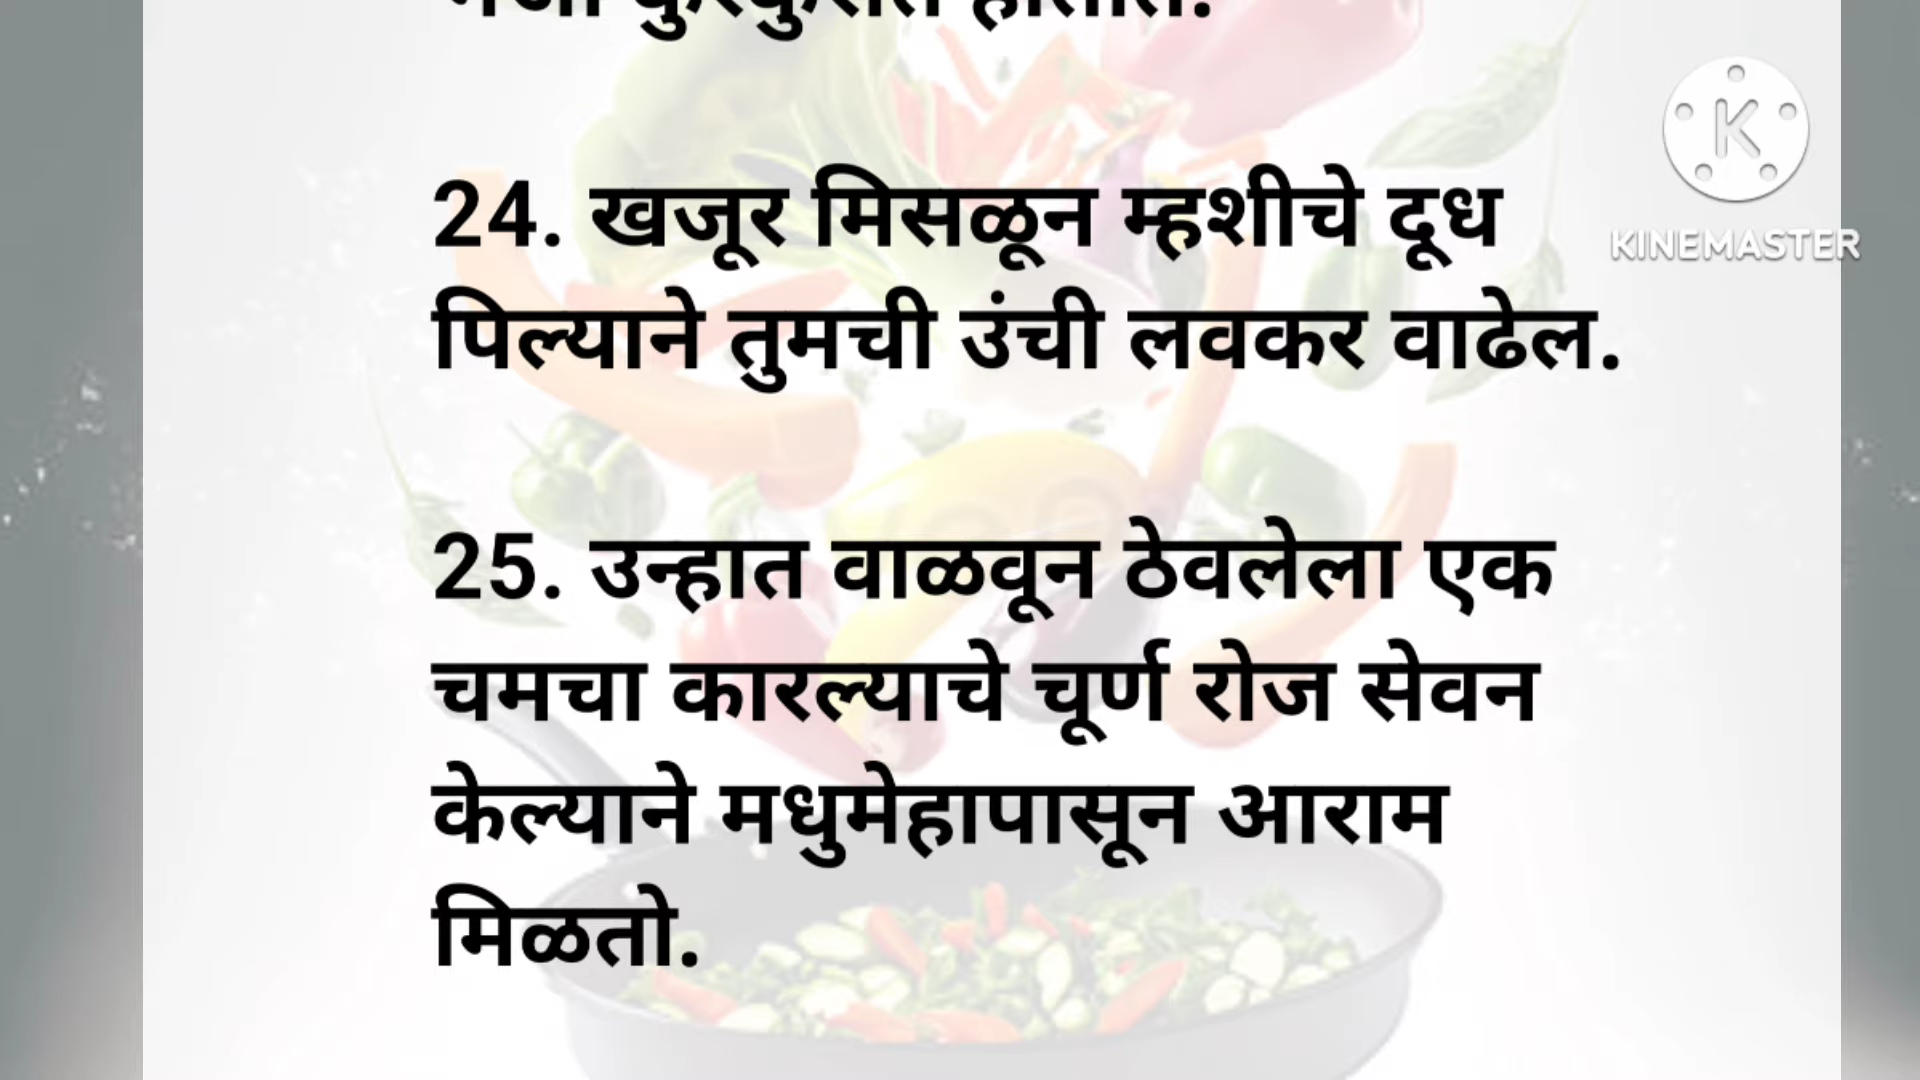 24. खजूर मिसळून म्हशीचे दूध
पिल्याने तुमची उंची लवकर वाढेल.
25. उन्हात वाळवून ठेवलेला एक
चमचा कारल्याचे चूर्ण रोज सेवन
केल्याने मधुमेहापासून आराम
मिळतो.
KINEMASTER